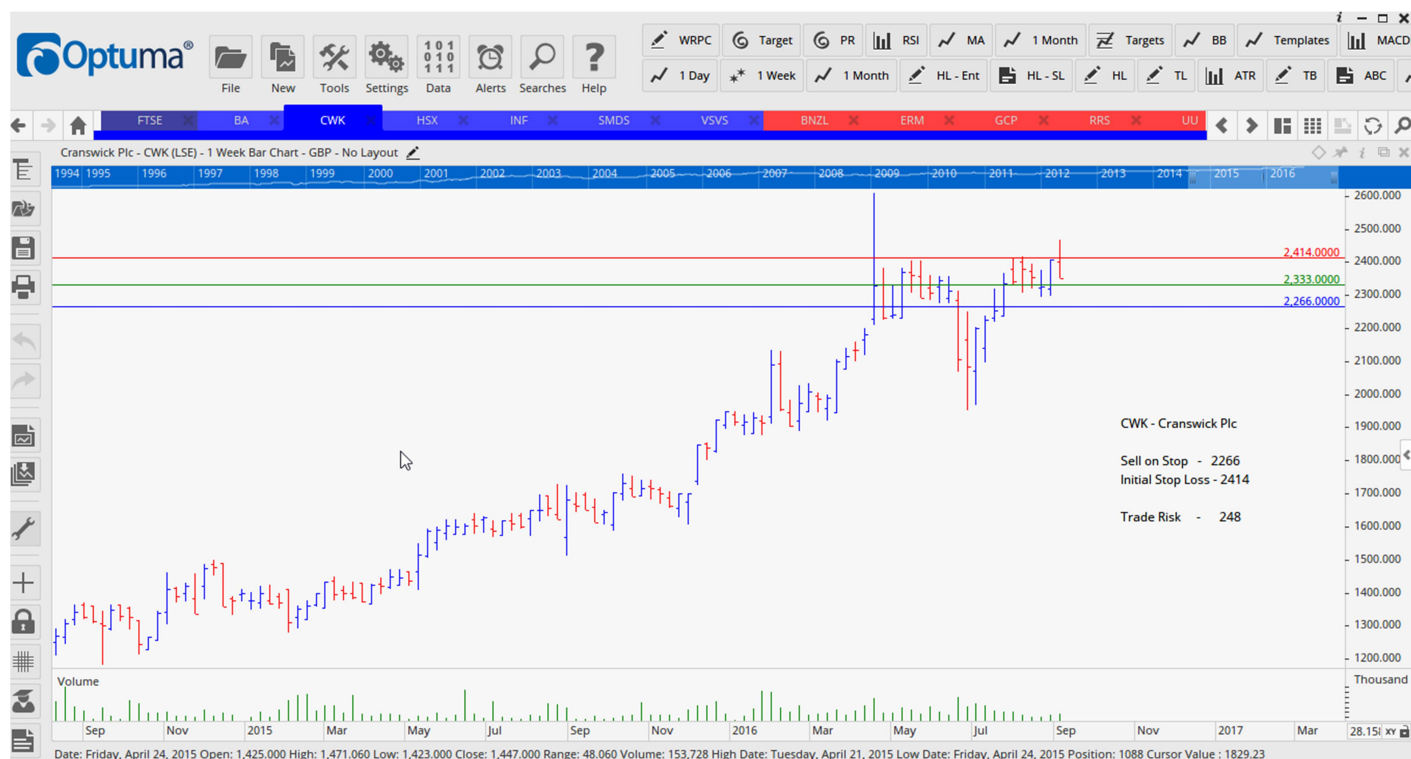 Optuma®
File New Tools Settings Data Alerts Searches Help
WRPC Target PR RSI MA 1 Month Targets BB Templates MACD
1 Day 1 Week 1 Month HL - Ent HL - SL HL TL ATR TB ABC
FTSE BA CWK HSX INF SMDS VSVS BNZL ERM GCP RRS UU
Cranswick Plc - CWK (LSE) - 1 Week Bar Chart - GBP - No Layout
1994 1995 1996 1997 1998 1999 2000 2001 2002 2003 2004 2005 2006 2007 2008 2009 2010 2011 2012 2013 2014 2015 2016
2600.000
2500.000
2,414.0000
2400.000
2,333.0000
2300.000
2,266.0000
2200.000
2100.000
2000.000
1900.000
CWK - Cranswick Plc
1800.000
Sell on Stop - 2266
Initial Stop Loss - 2414
1700.000
Trade Risk - 248
1600.000
1500.000
1400.000
1300.000
1200.000
Volume
Thousand
Sep Nov 2015 Mar May Jul Sep Nov 2016 Mar May Jul Sep Nov 2017 Mar XY
Date: Friday, April 24, 2015 Open: 1,425.000 High: 1,471.060 Low: 1,423.000 Close: 1,447.000 Range: 48.060 Volume: 153,728 High Date: Tuesday, April 21, 2015 Low Date: Friday, April 24, 2015 Position: 1088 Cursor Value : 1829.23